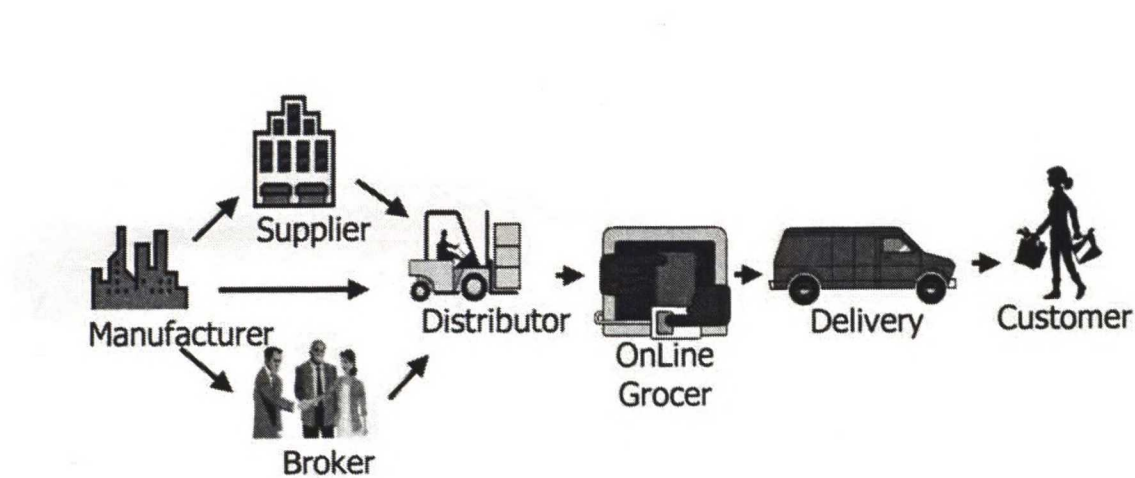 Supplier
Manufacturer
Distributor
OnLine
Grocer
Delivery
Customer
Broker